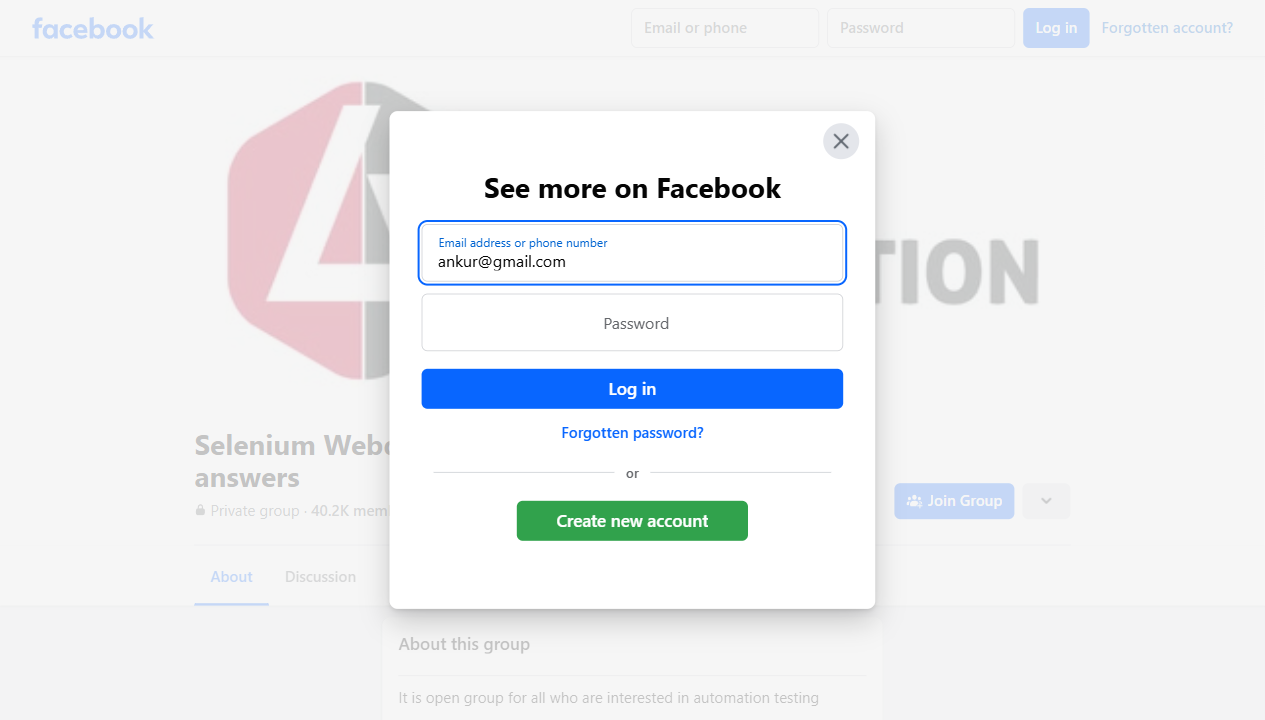 facebook
Email or phone
Password
Log in
Forgotten account?
TION
See more on Facebook
Email address or phone number
ankur@gmail.com
Password
Log in
Forgotten password?
or
Create new account
Selenium
answers
Private group · 40.2K
Join Group
About
Discussion
About this group
It is open group for all who are interested in automation testing